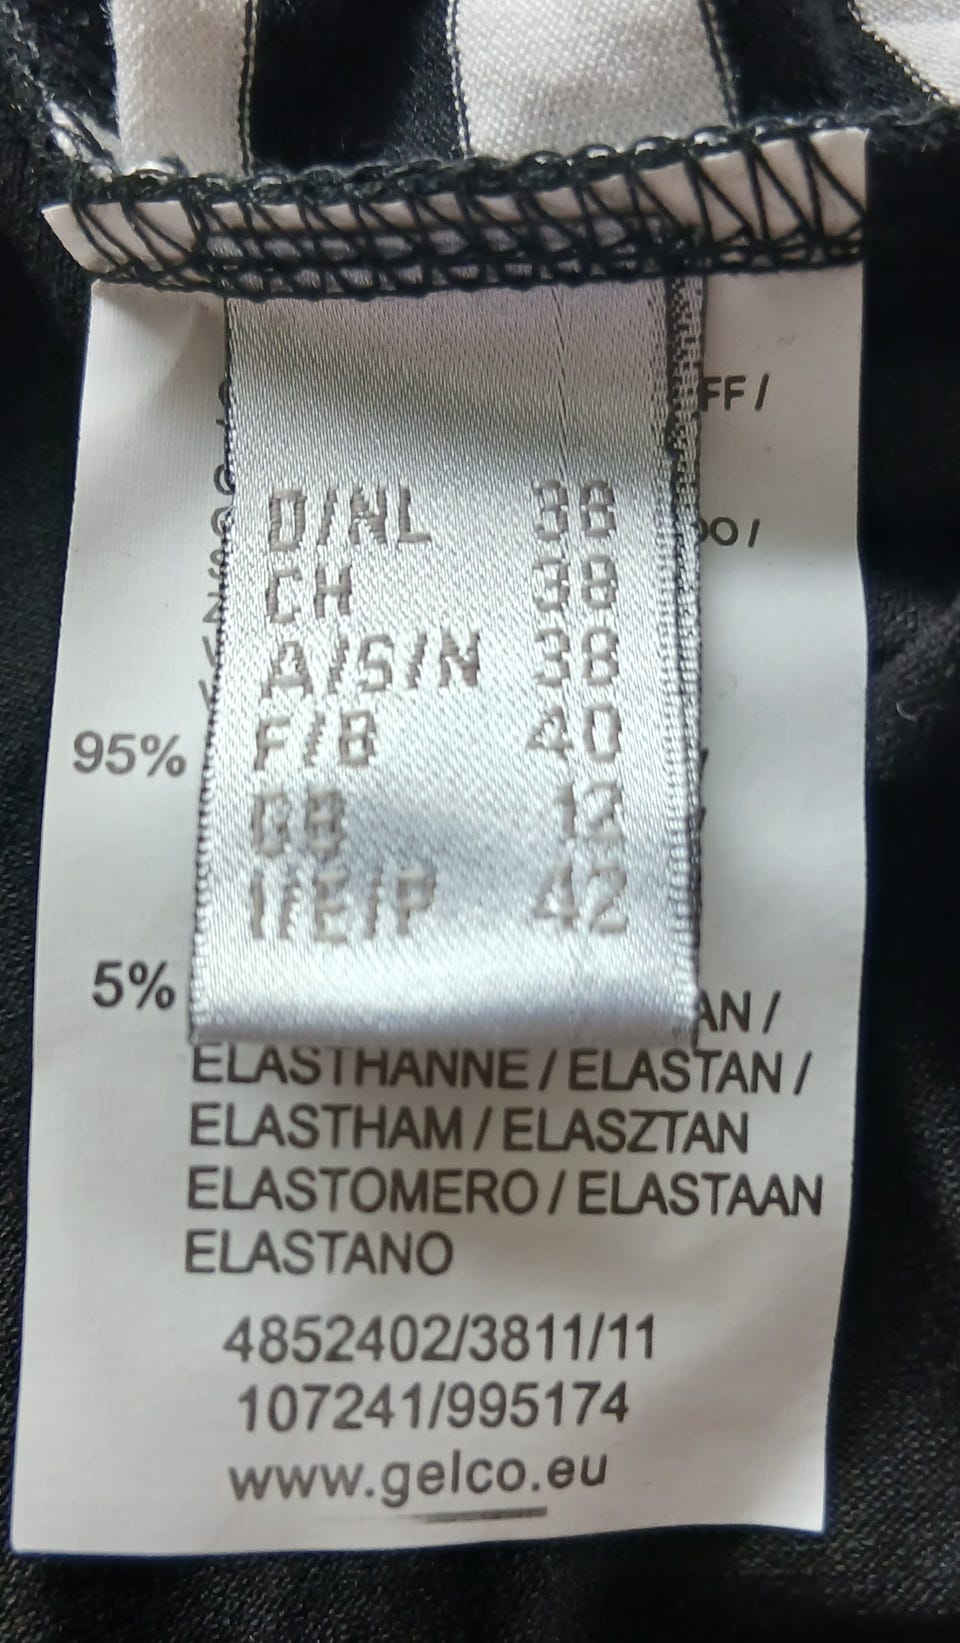 FF /
D/NL 38
CH 38
A/S/N 38
F/B 40
GB 12
I/E/P 42
95%
5%
AN /
ELASTHANNE / ELASTAN /
ELASTHAM / ELASZTAN
ELASTOMERO / ELASTAAN
ELASTANO
4852402/3811/11
107241/995174
www.gelco.eu